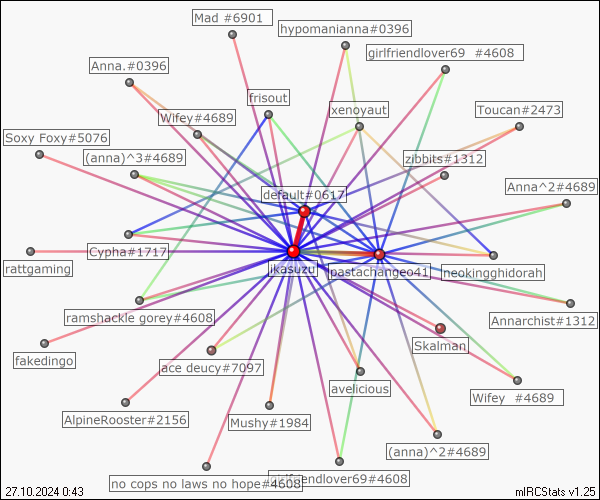 Mad #6901
hypomanianna#0396
girlfriendlover69 #4608
Anna.#0396
frisout
xenoyaut
Toucan#2473
Wifey#4689
Soxy Foxy#5076
(anna)^3#4689
zibbits#1312
default#0617
Anna^2#4689
Cypha#1717
rattgaming
jkasuzu
pastachangeo41
neokingghidorah
ramshackle gorey#4608
Annarchist#1312
Skalman
fakedingo
ace deucy#7097
avelicious
Wifey #4689
AlpineRooster#2156
Mushy#1984
(anna)^2#4689
no cops no laws no hope#4608
girlfriendlover69#4608
27.10.2024 0:43
mIRCStats v1.25